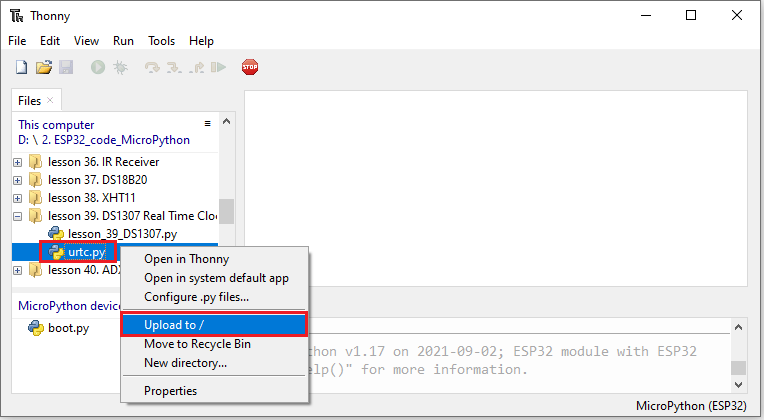 Thonny
File Edit View Run Tools Help
STOP
Files
This computer
D: \ 2. ESP32_code_MicroPython
lesson 36. IR Receiver
lesson 37. DS18B20
lesson 38. XHT11
lesson 39. DS1307 Real Time Cloc
lesson_39_DS1307.py
urtc.py
lesson 40. ADX
Open in Thonny
Open in system default app
Configure .py files...
Upload to /
Move to Recycle Bin
New directory...
Properties
MicroPython devic
boot.py
thon v1.17 on 2021-09-02; ESP32 module with ESP32
elp()" for more information.
MicroPython (ESP32)